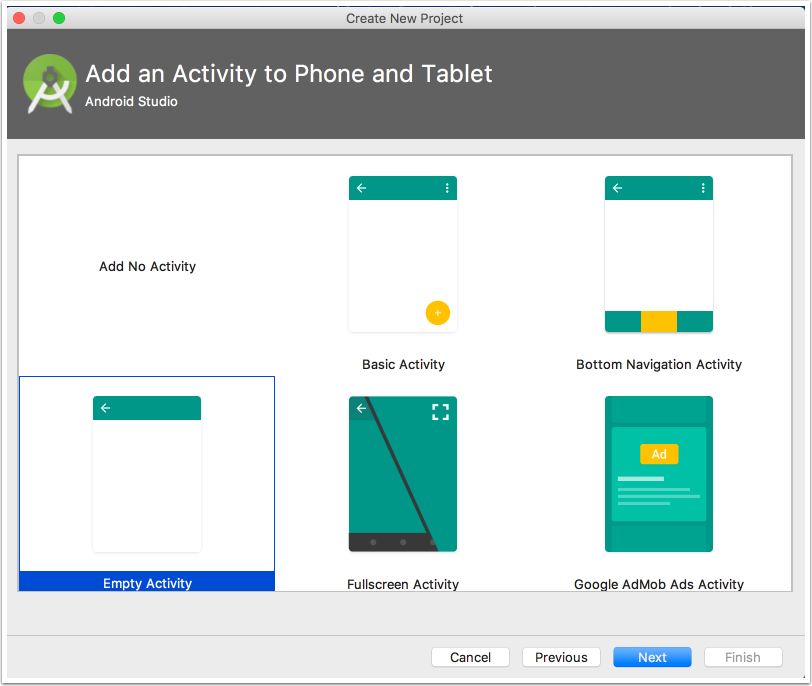 Create New Project
Add an Activity to Phone and Tablet
Android Studio
Add No Activity
Basic Activity
Bottom Navigation Activity
Ad
Empty Activity
Fullscreen Activity
Google AdMob Ads Activity
Cancel
Previous
Next
Finish